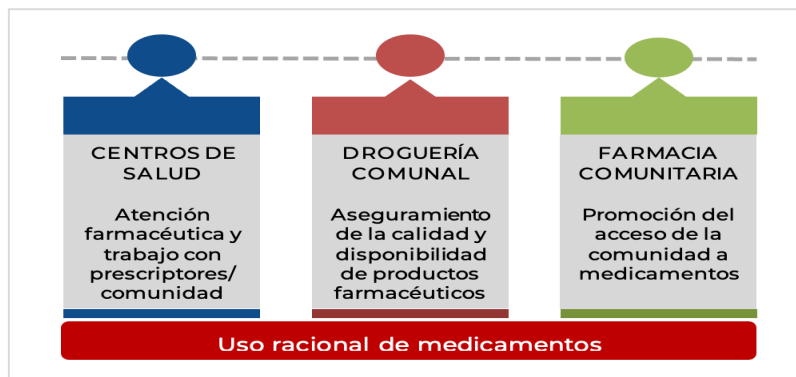 CENTROS DE
SALUD
Atención
farmacéutica y
trabajo con
prescriptores/
comunidad
DROGUERÍA
COMUNAL
Aseguramiento
de la calidad y
disponibilidad
de productos
farmacéuticos
FARMACIA
COMUNITARIA
Promoción del
acceso de la
comunidad a
medicamentos
Uso racional de medicamentos